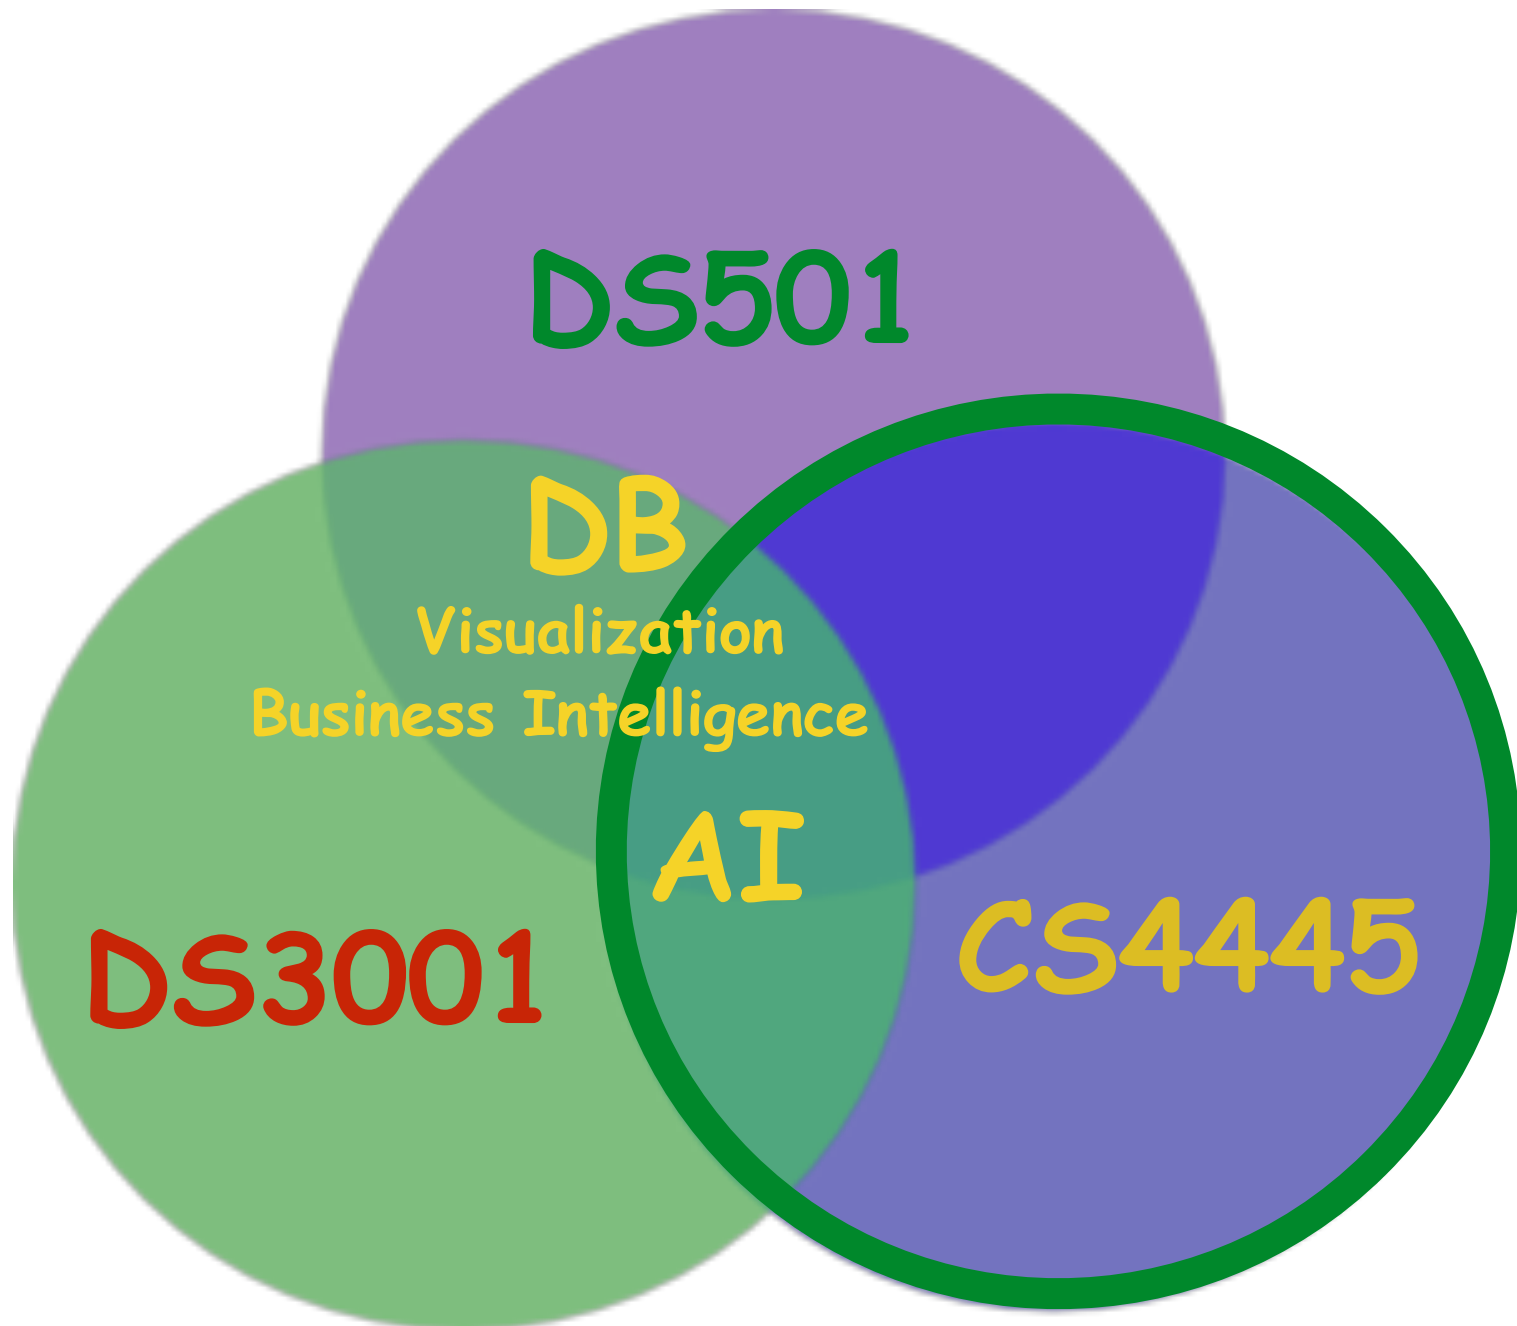 DS501
DB
Visualization
Business Intelligence
AI
CS4445
DS3001